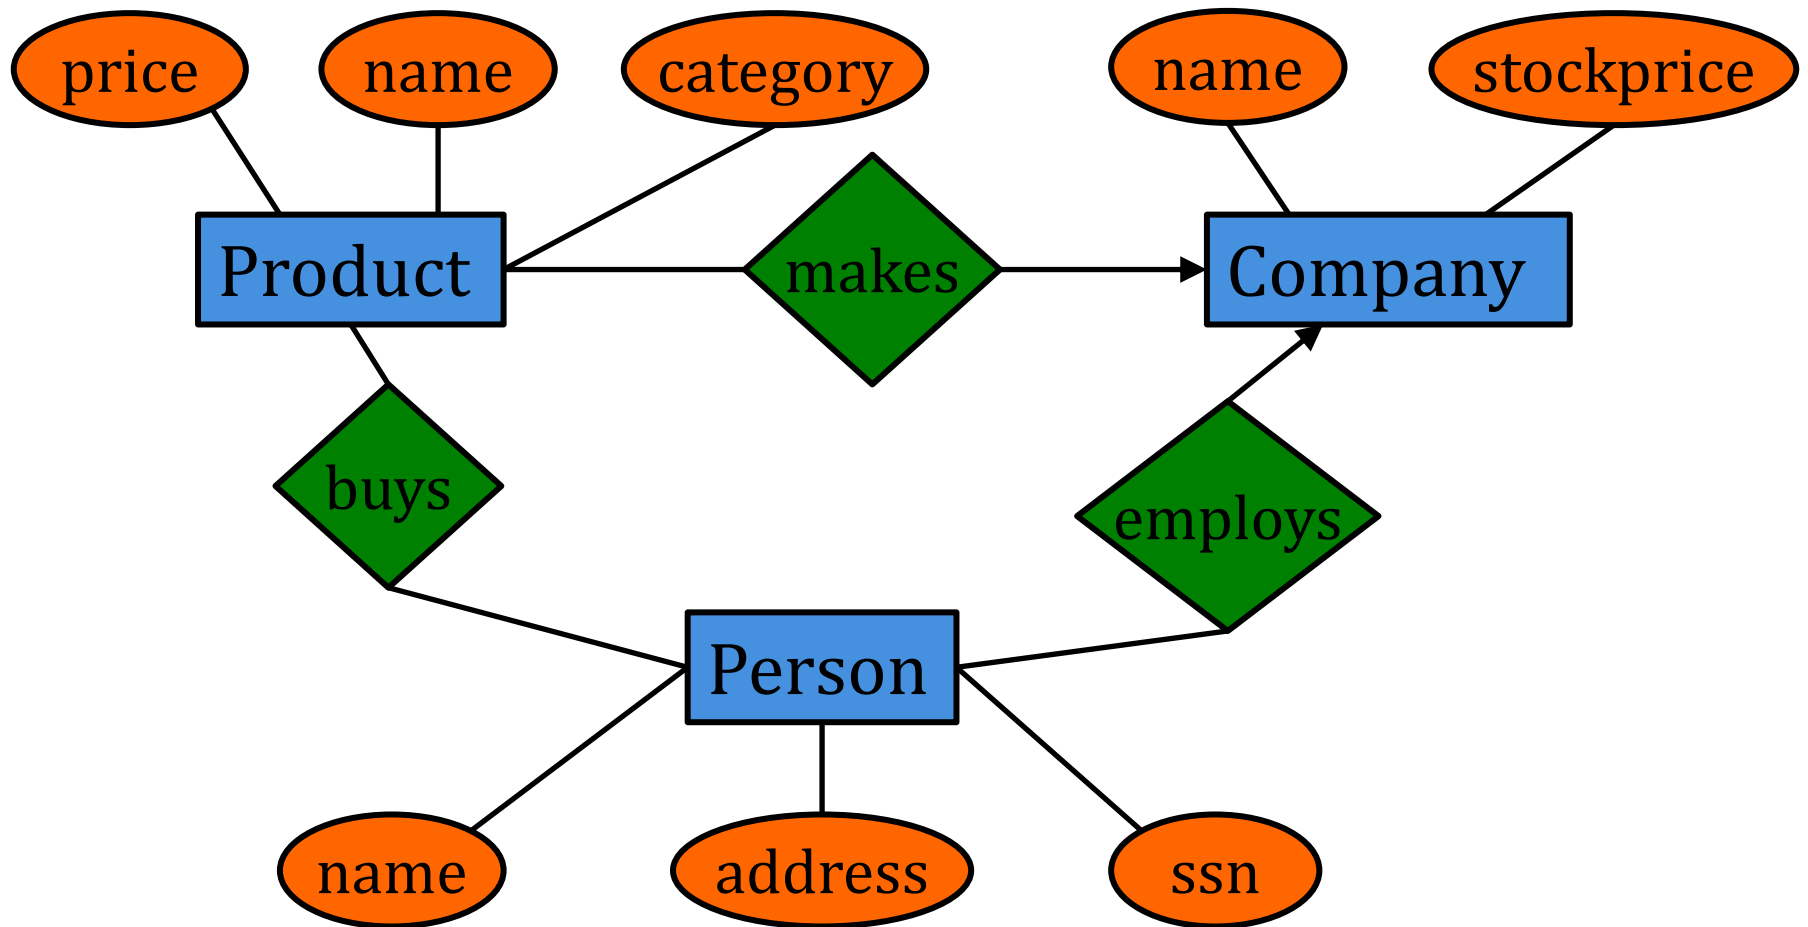 price
name
category
name
stockprice
Product
makes
Company
buys
employs
Person
name
address
ssn